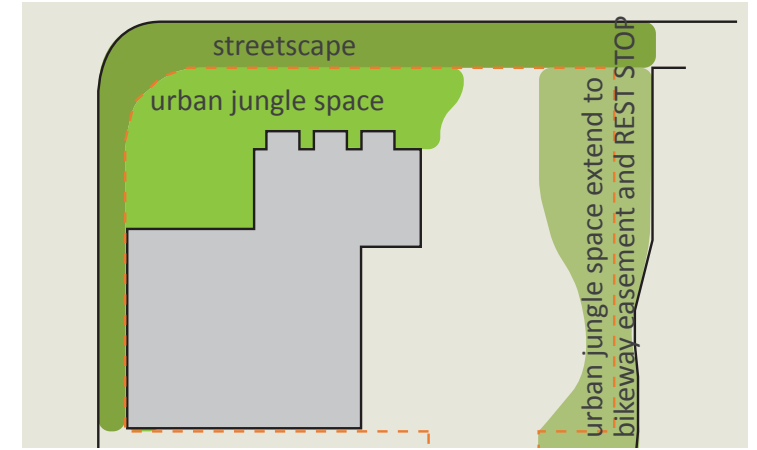 streetscape
urban jungle space
urban jungle space extend to
bikeway easement and REST STOP